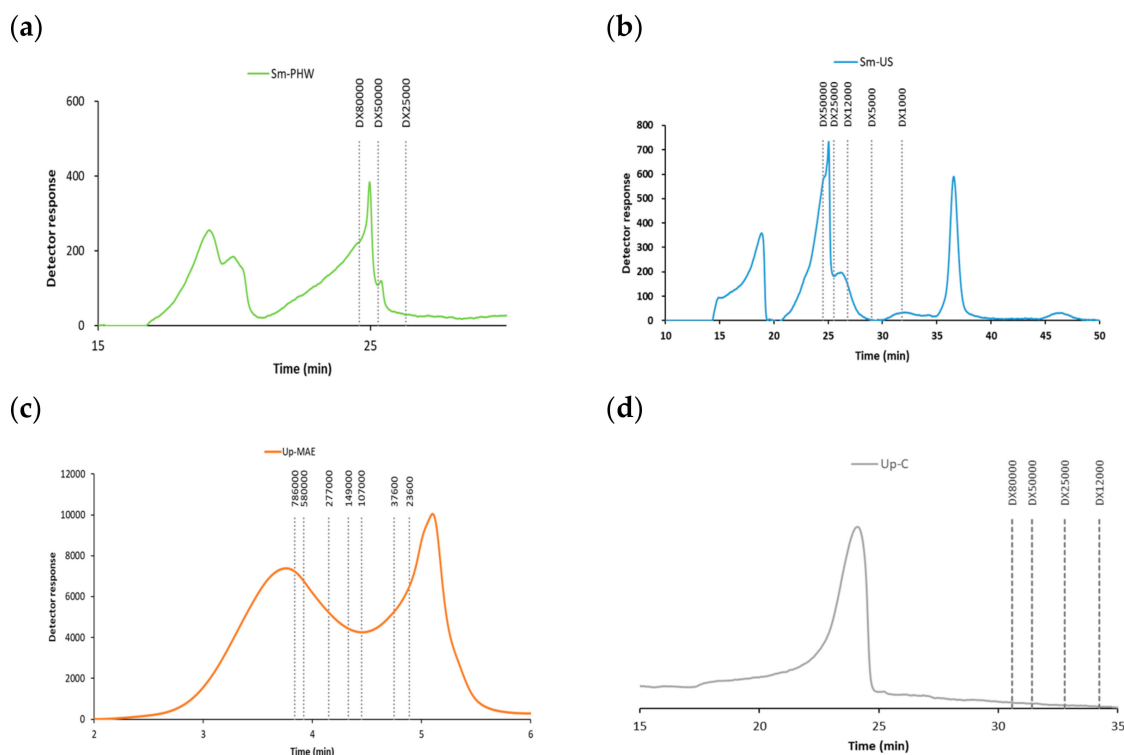 (a)
Sm-PHW
DX80000
DX50000
DX25000
600
400
200
0
Detector response
15
25
Time (min)
(b)
Sm-US
DX50000
DX25000
DX12000
DX5000
DX1000
800
700
600
500
400
300
200
100
0
Detector response
10 15 20 25 30 35 40 45 50
Time (min)
(c)
Up-MAE
786000
580000
277000
149000
107000
37600
23600
12000
10000
8000
6000
4000
2000
0
Detector response
2 3 4 5 6
Time (min)
(d)
Up-C
DX80000
DX50000
DX25000
DX12000
Detector response
15 20 25 30 35
Time (min)